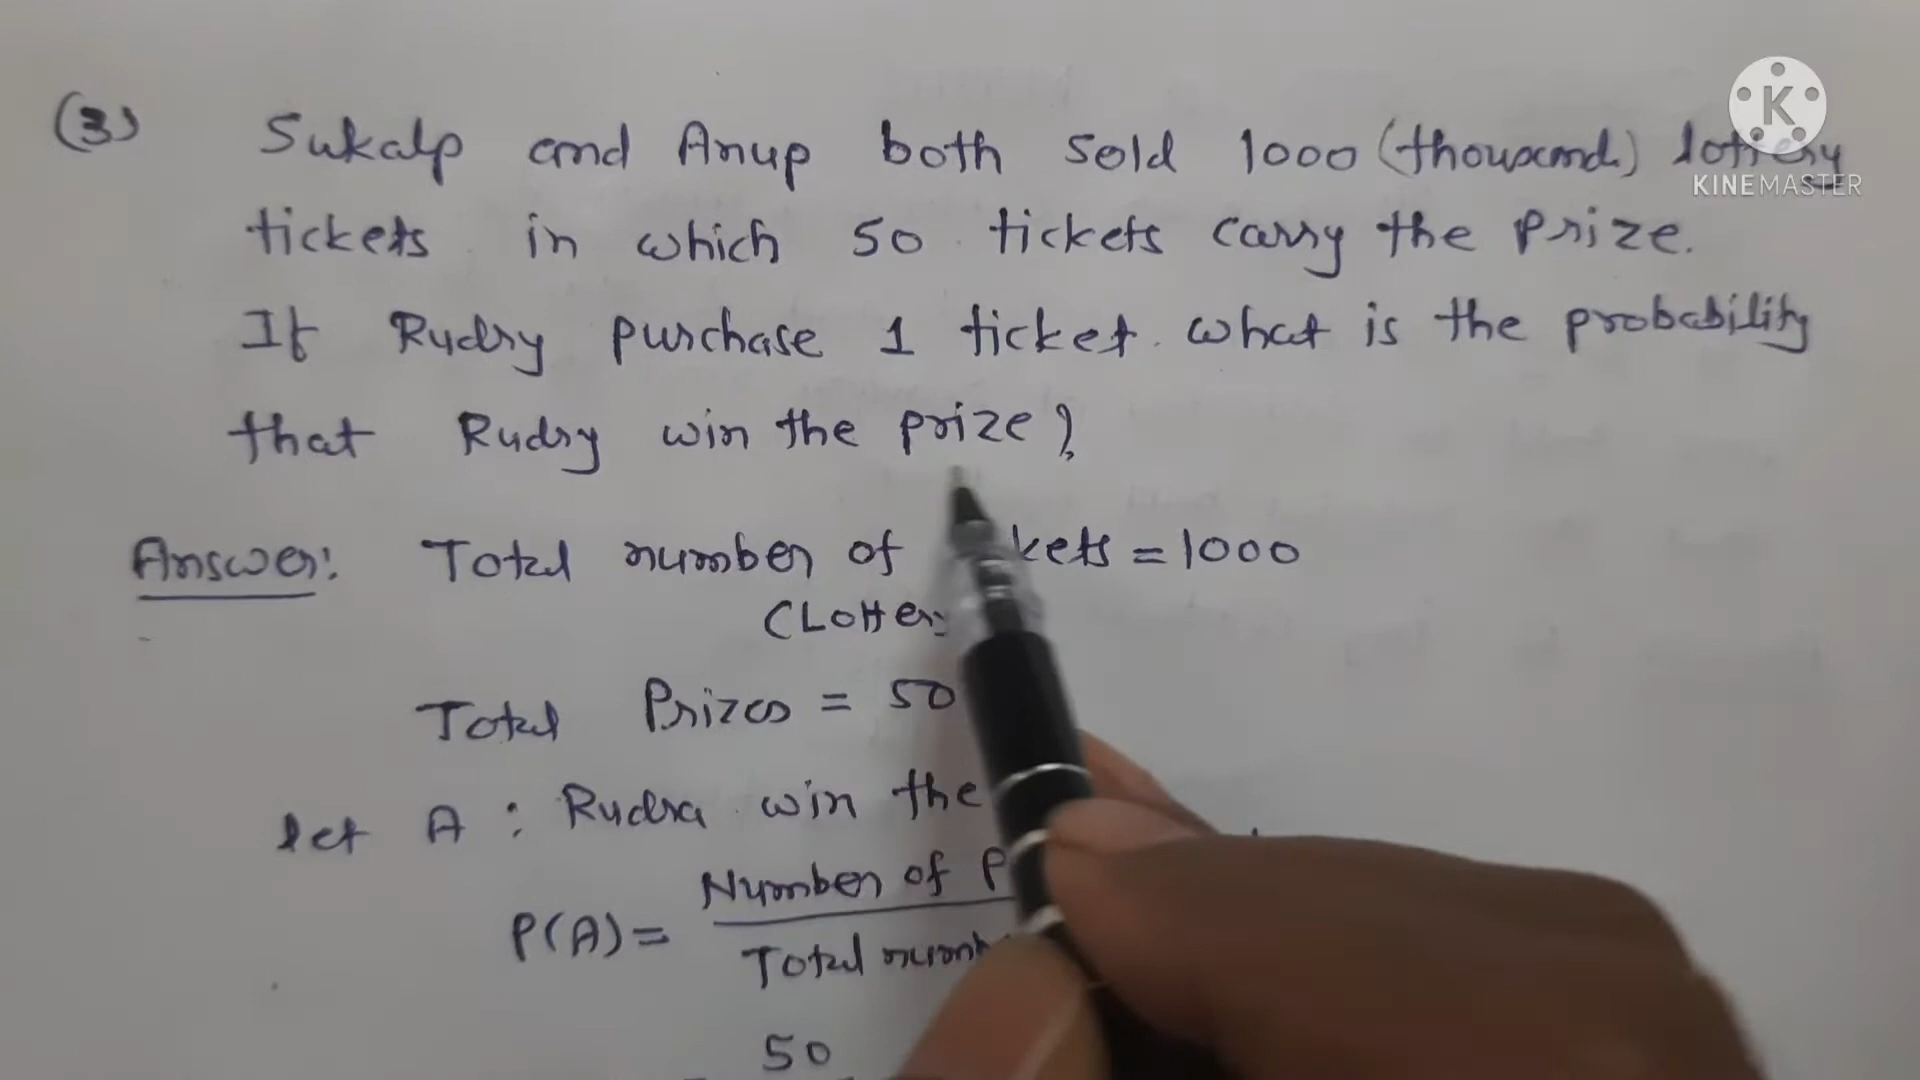 (3) Sukalp and Anup both sold 1000 (thousand) lottery
KINEMASTER
tickets in which 50 tickets carry the prize.
If Rudry purchase 1 ticket. what is the probability
that Rudry win the prize?
Answer: Total number of kets = 1000
(Lotter
Total Prizes = 50
let A : Rudra win the
P(A) = Number of P
Total num
50